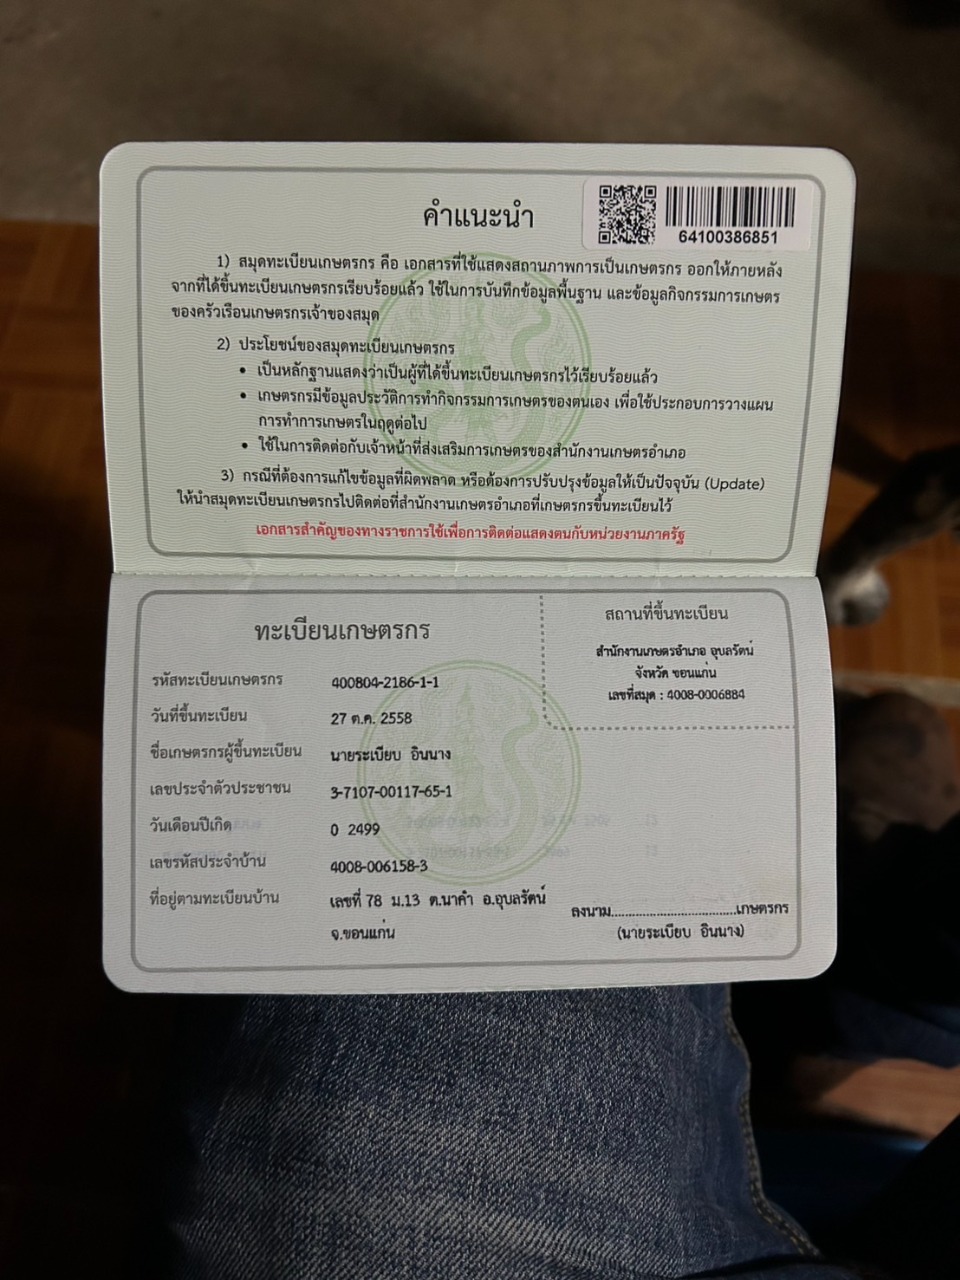 คำแนะนำ
64100386851
1) สมุดทะเบียนเกษตรกร คือ เอกสารที่ใช้แสดงสถานภาพการเป็นเกษตรกร ออกให้ภายหลัง
จากที่ได้ขึ้นทะเบียนเกษตรกรเรียบร้อยแล้ว ใช้ในการบันทึกข้อมูลพื้นฐาน และข้อมูลกิจกรรมการเกษตร
ของครัวเรือนเกษตรกรเจ้าของสมุด
2) ประโยชน์ของสมุดทะเบียนเกษตรกร
• เป็นหลักฐานแสดงว่าเป็นผู้ที่ได้ขึ้นทะเบียนเกษตรกรไว้เรียบร้อยแล้ว
• เกษตรกรมีข้อมูลประวัติการทำกิจกรรมการเกษตรของตนเอง เพื่อใช้ประกอบการวางแผน
การทำการเกษตรในฤดูต่อไป
• ใช้ในการติดต่อกับเจ้าหน้าที่ส่งเสริมการเกษตรของสำนักงานเกษตรอำเภอ
3) กรณีที่ต้องการแก้ไขข้อมูลที่ผิดพลาด หรือต้องการปรับปรุงข้อมูลให้เป็นปัจจุบัน (Update)
ให้นำสมุดทะเบียนเกษตรกรไปติดต่อที่สำนักงานเกษตรอำเภอที่เกษตรกรขึ้นทะเบียนไว้
เอกสารสำคัญของทางราชการใช้เพื่อการติดต่อแสดงตนกับหน่วยงานภาครัฐ
ทะเบียนเกษตรกร
สถานที่ขึ้นทะเบียน
สำนักงานเกษตรอำเภอ อุบลรัตน์
จังหวัด ขอนแก่น
เลขที่สมุด : 4008-0006884
รหัสทะเบียนเกษตรกร 400804-2186-1-1
วันที่ขึ้นทะเบียน 27 ต.ค. 2558
ชื่อเกษตรกรผู้ขึ้นทะเบียน นายระเบียบ อินนาง
เลขประจำตัวประชาชน 3-7107-00117-65-1
วันเดือนปีเกิด 0 2499
เลขรหัสประจำบ้าน 4008-006158-3
ที่อยู่ตามทะเบียนบ้าน เลขที่ 78 ม.13 ต.นาคำ อ.อุบลรัตน์
จ.ขอนแก่น
ลงนาม................................เกษตรกร
(นายระเบียบ อินนาง)